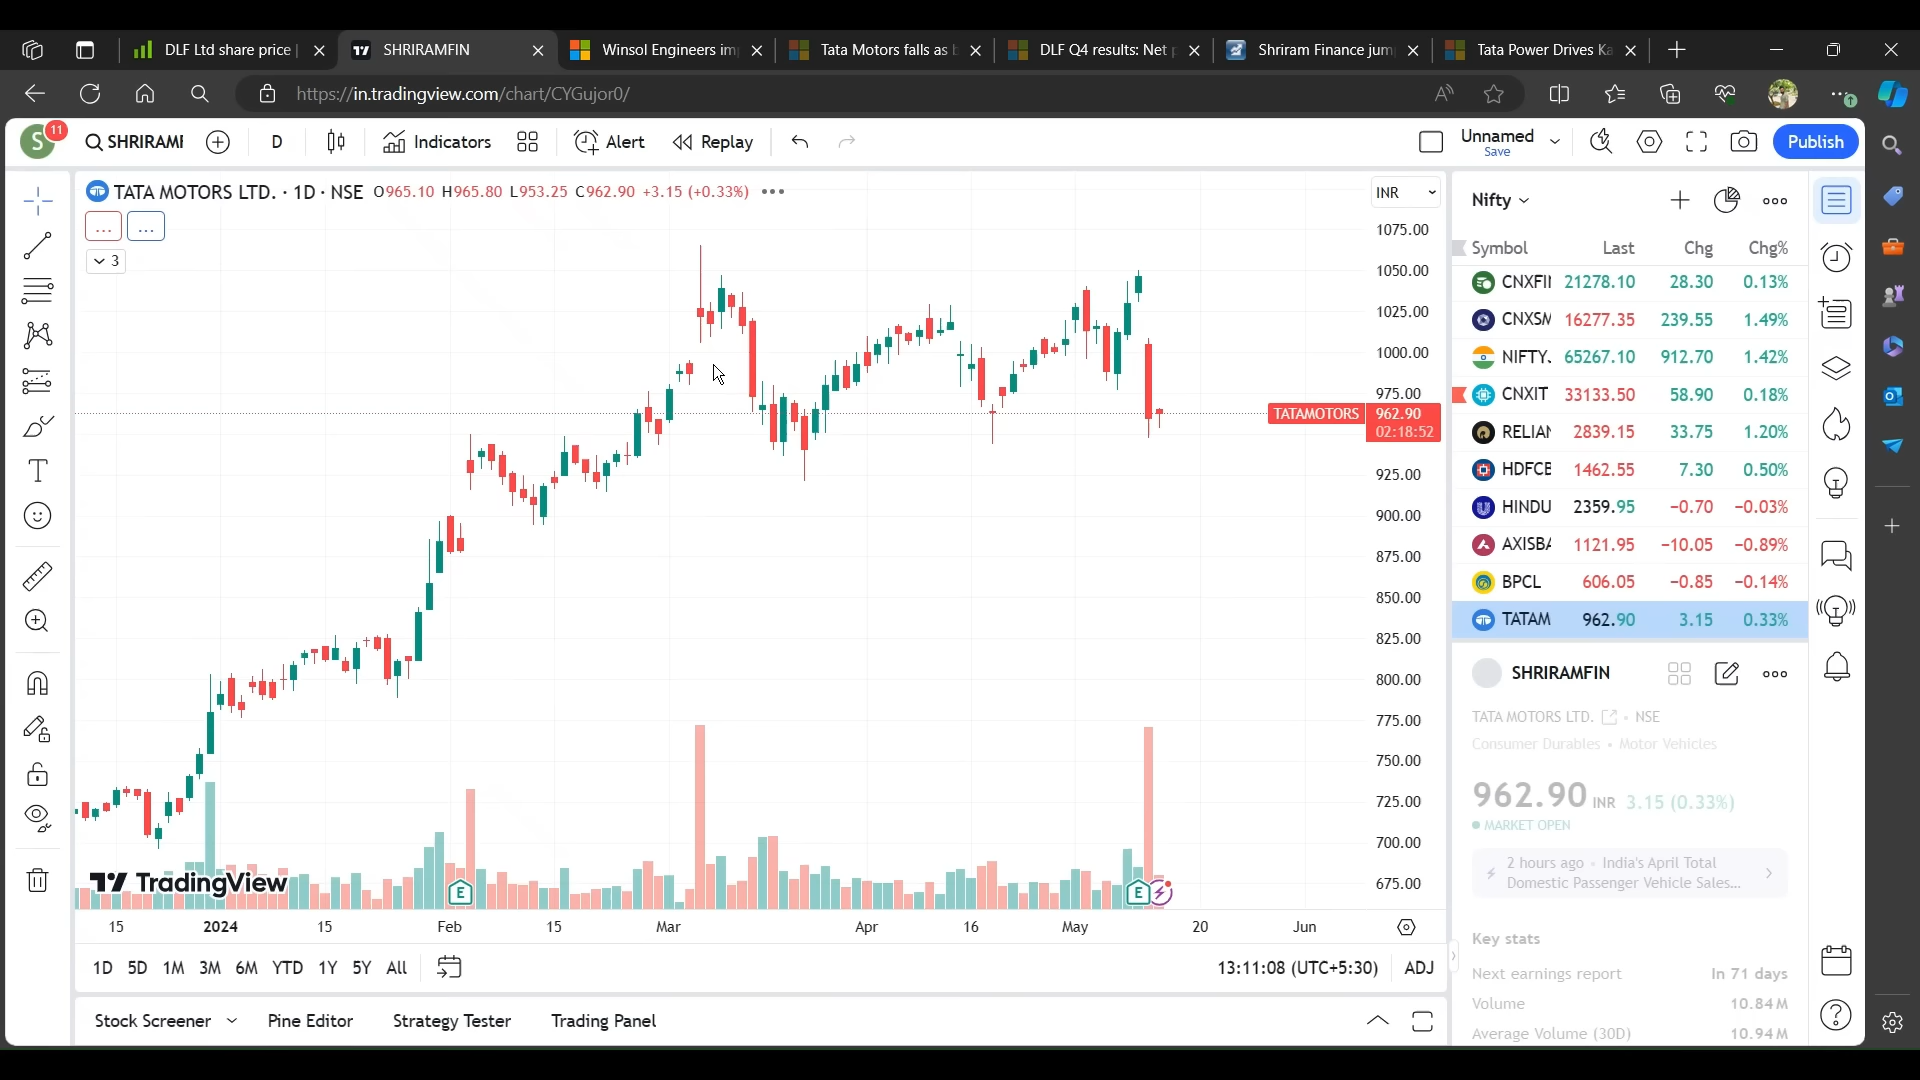 DLF Ltd share price |
SHRIRAMFIN
Winsol Engineers im
Tata Motors falls as b
DLF Q4 results: Net p
Shriram Finance jum
Tata Power Drives Ka
https://in.tradingview.com/chart/CYGujor0/
S 11
SHRIRAMI
D
Indicators
Alert
Replay
Unnamed
Save
Publish
TATA MOTORS LTD. · 1D · NSE O965.10 H965.80 L953.25 C962.90 +3.15 (+0.33%)
INR
... ...
3
1075.00
1050.00
1025.00
1000.00
975.00
TATAMOTORS 962.90
02:18:52
925.00
900.00
875.00
850.00
825.00
800.00
775.00
750.00
725.00
700.00
675.00
TradingView
E
E
15 2024 15 Feb 15 Mar Apr 16 May 20 Jun
1D 5D 1M 3M 6M YTD 1Y 5Y All
13:11:08 (UTC+5:30) ADJ
Stock Screener Pine Editor Strategy Tester Trading Panel
Nifty
Symbol Last Chg Chg%
CNXFI 21278.10 28.30 0.13%
CNXSM 16277.35 239.55 1.49%
NIFTY. 65267.10 912.70 1.42%
CNXIT 33133.50 58.90 0.18%
RELIAN 2839.15 33.75 1.20%
HDFCE 1462.55 7.30 0.50%
HINDU 2359.95 −0.70 −0.03%
AXISBA 1121.95 −10.05 −0.89%
BPCL 606.05 −0.85 −0.14%
TATAM 962.90 3.15 0.33%
SHRIRAMFIN
TATA MOTORS LTD. • NSE
Consumer Durables • Motor Vehicles
962.90 INR 3.15 (0.33%)
MARKET OPEN
2 hours ago • India's April Total
Domestic Passenger Vehicle Sales...
Key stats
Next earnings report In 71 days
Volume 10.84M
Average Volume (30D) 10.94M